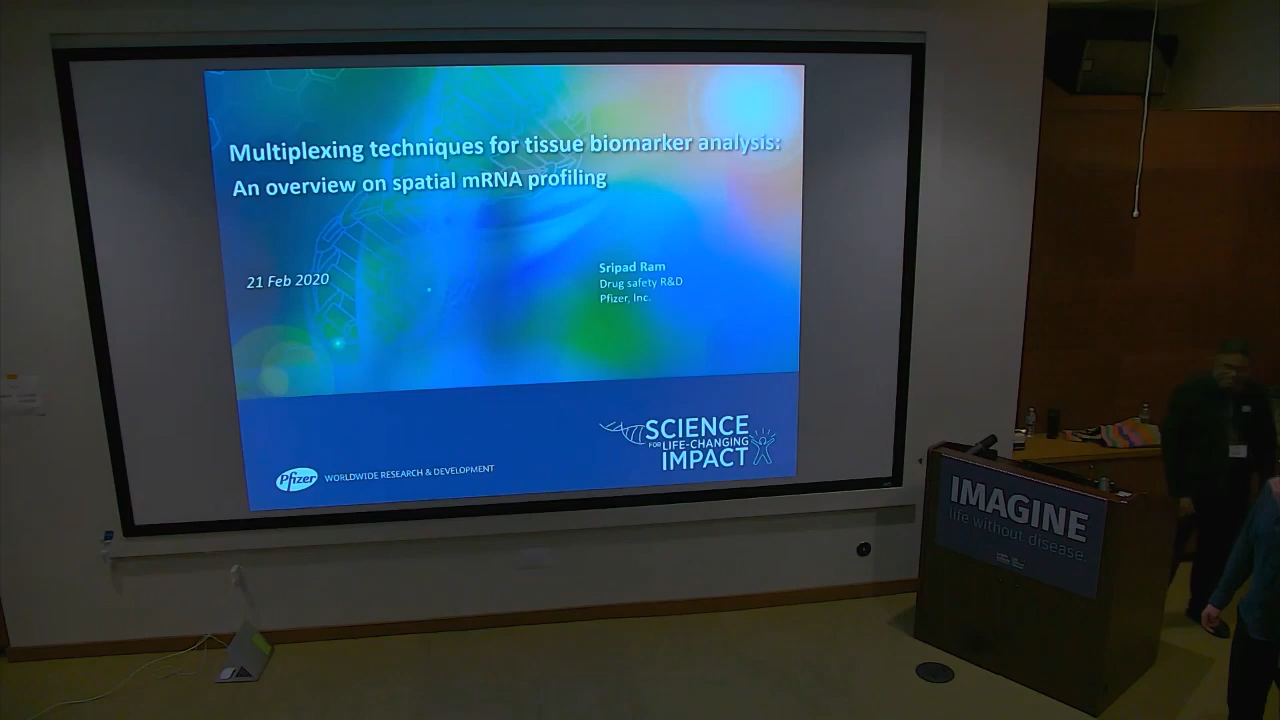 Multiplexing techniques for tissue biomarker analysis:
An overview on spatial mRNA profiling
21 Feb 2020
Sripad Ram
Drug safety R&D
Pfizer, Inc.
SCIENCE
FOR LIFE-CHANGING
IMPACT
Pfizer WORLDWIDE RESEARCH & DEVELOPMENT
IMAGINE
life without disease.